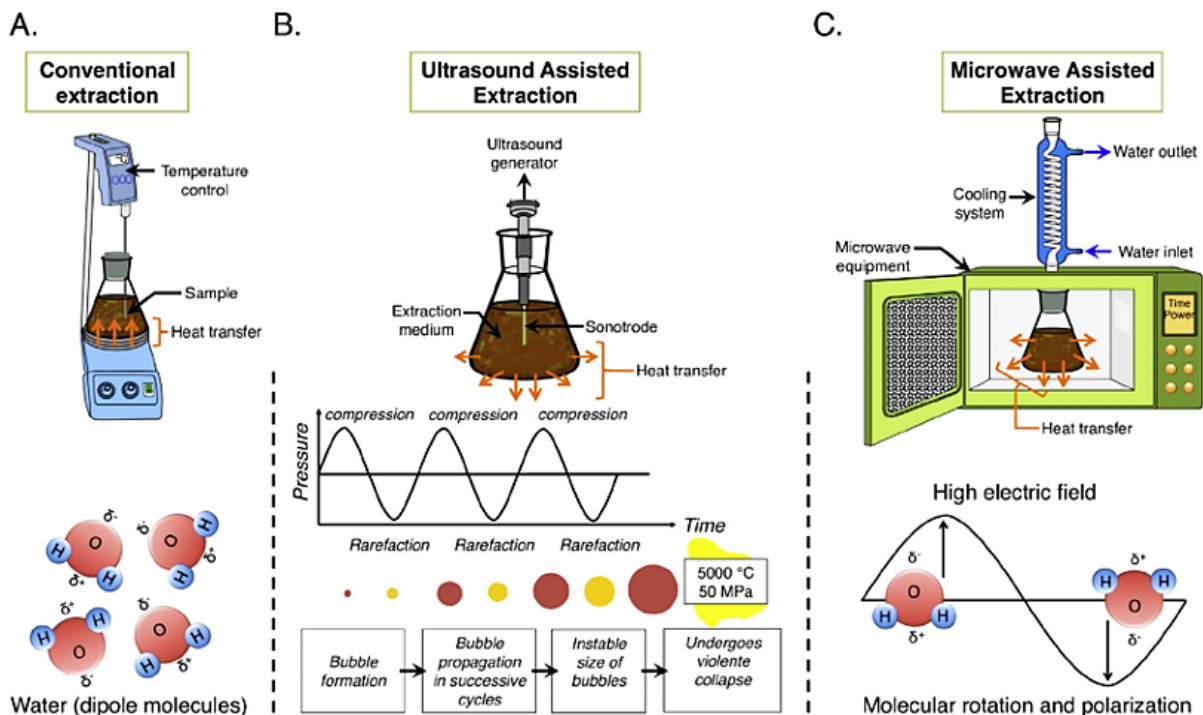 A.
Conventional
extraction
Temperature
control
Sample
Heat transfer
H
O
H
δ-
δ+
H
O
H
δ-
δ+
H
O
H
δ+
δ-
H
O
H
δ-
δ+
Water (dipole molecules)
B.
Ultrasound Assisted
Extraction
Ultrasound
generator
Extraction
medium
Sonotrode
Heat transfer
compression compression compression
Pressure
Time
Rarefaction Rarefaction Rarefaction
5000 °C
50 MPa
Bubble
formation
Bubble
propagation
in successive
cycles
Instable
size of
bubbles
Undergoes
violente
collapse
C.
Microwave Assisted
Extraction
Water outlet
Cooling
system
Water inlet
Microwave
equipment
Time
Power
Heat transfer
High electric field
δ-
O
H H
δ+
δ+
H H
O
δ-
Molecular rotation and polarization